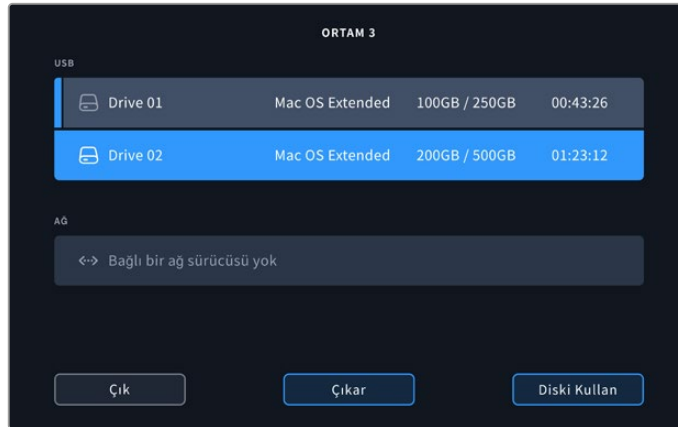 ORTAM 3
USB
Drive 01 Mac OS Extended 100GB / 250GB 00:43:26
Drive 02 Mac OS Extended 200GB / 500GB 01:23:12
AĞ
Bağlı bir ağ sürücüsü yok
Çık Çıkar Diski Kullan